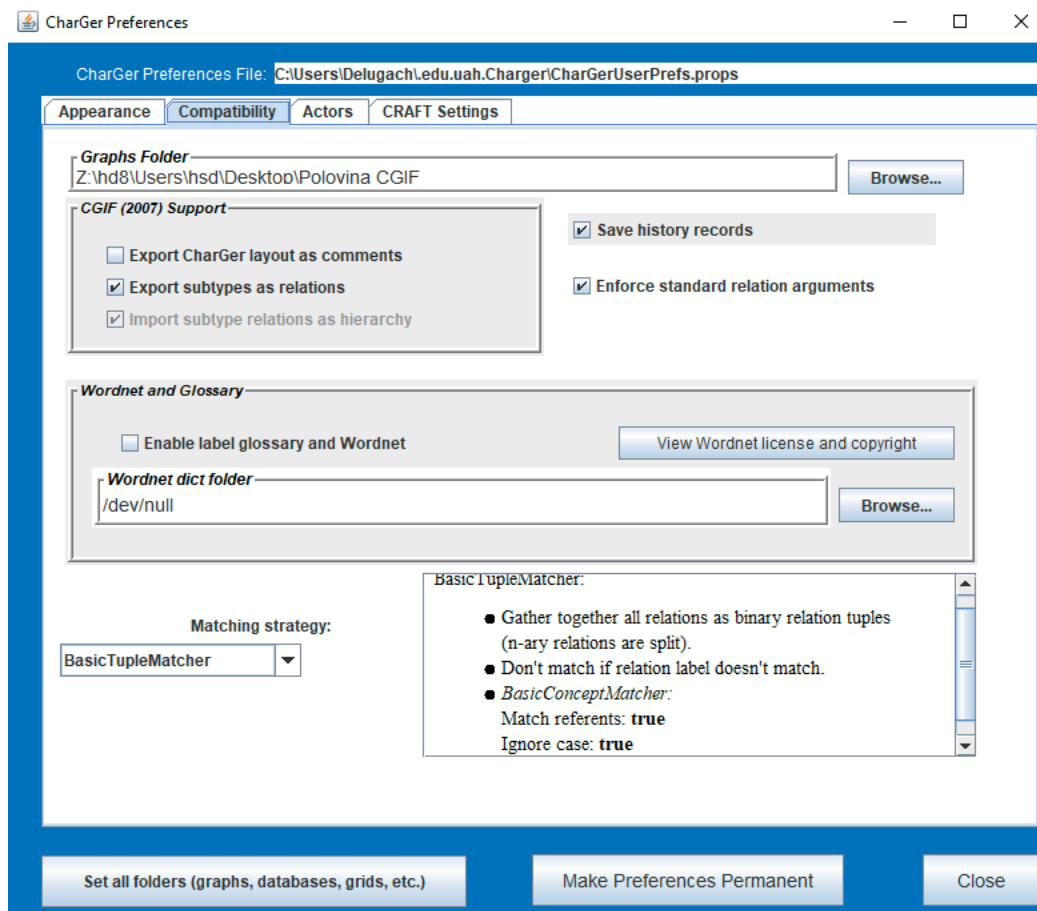 CharGer Preferences
CharGer Preferences File: C:\Users\Delugach\.edu.uah.Charger\CharGerUserPrefs.props
Appearance Compatibility Actors CRAFT Settings
Graphs Folder
Z:\hd8\Users\hsd\Desktop\Polovina CGIF
Browse...
CGIF (2007) Support
Export CharGer layout as comments
Export subtypes as relations
Import subtype relations as hierarchy
Save history records
Enforce standard relation arguments
Wordnet and Glossary
Enable label glossary and Wordnet
View Wordnet license and copyright
Wordnet dict folder
/dev/null
Browse...
Matching strategy:
BasicTupleMatcher
BasicTupleMatcher:
Gather together all relations as binary relation tuples
(n-ary relations are split).
Don't match if relation label doesn't match.
BasicConceptMatcher:
Match referents: true
Ignore case: true
Set all folders (graphs, databases, grids, etc.)
Make Preferences Permanent
Close